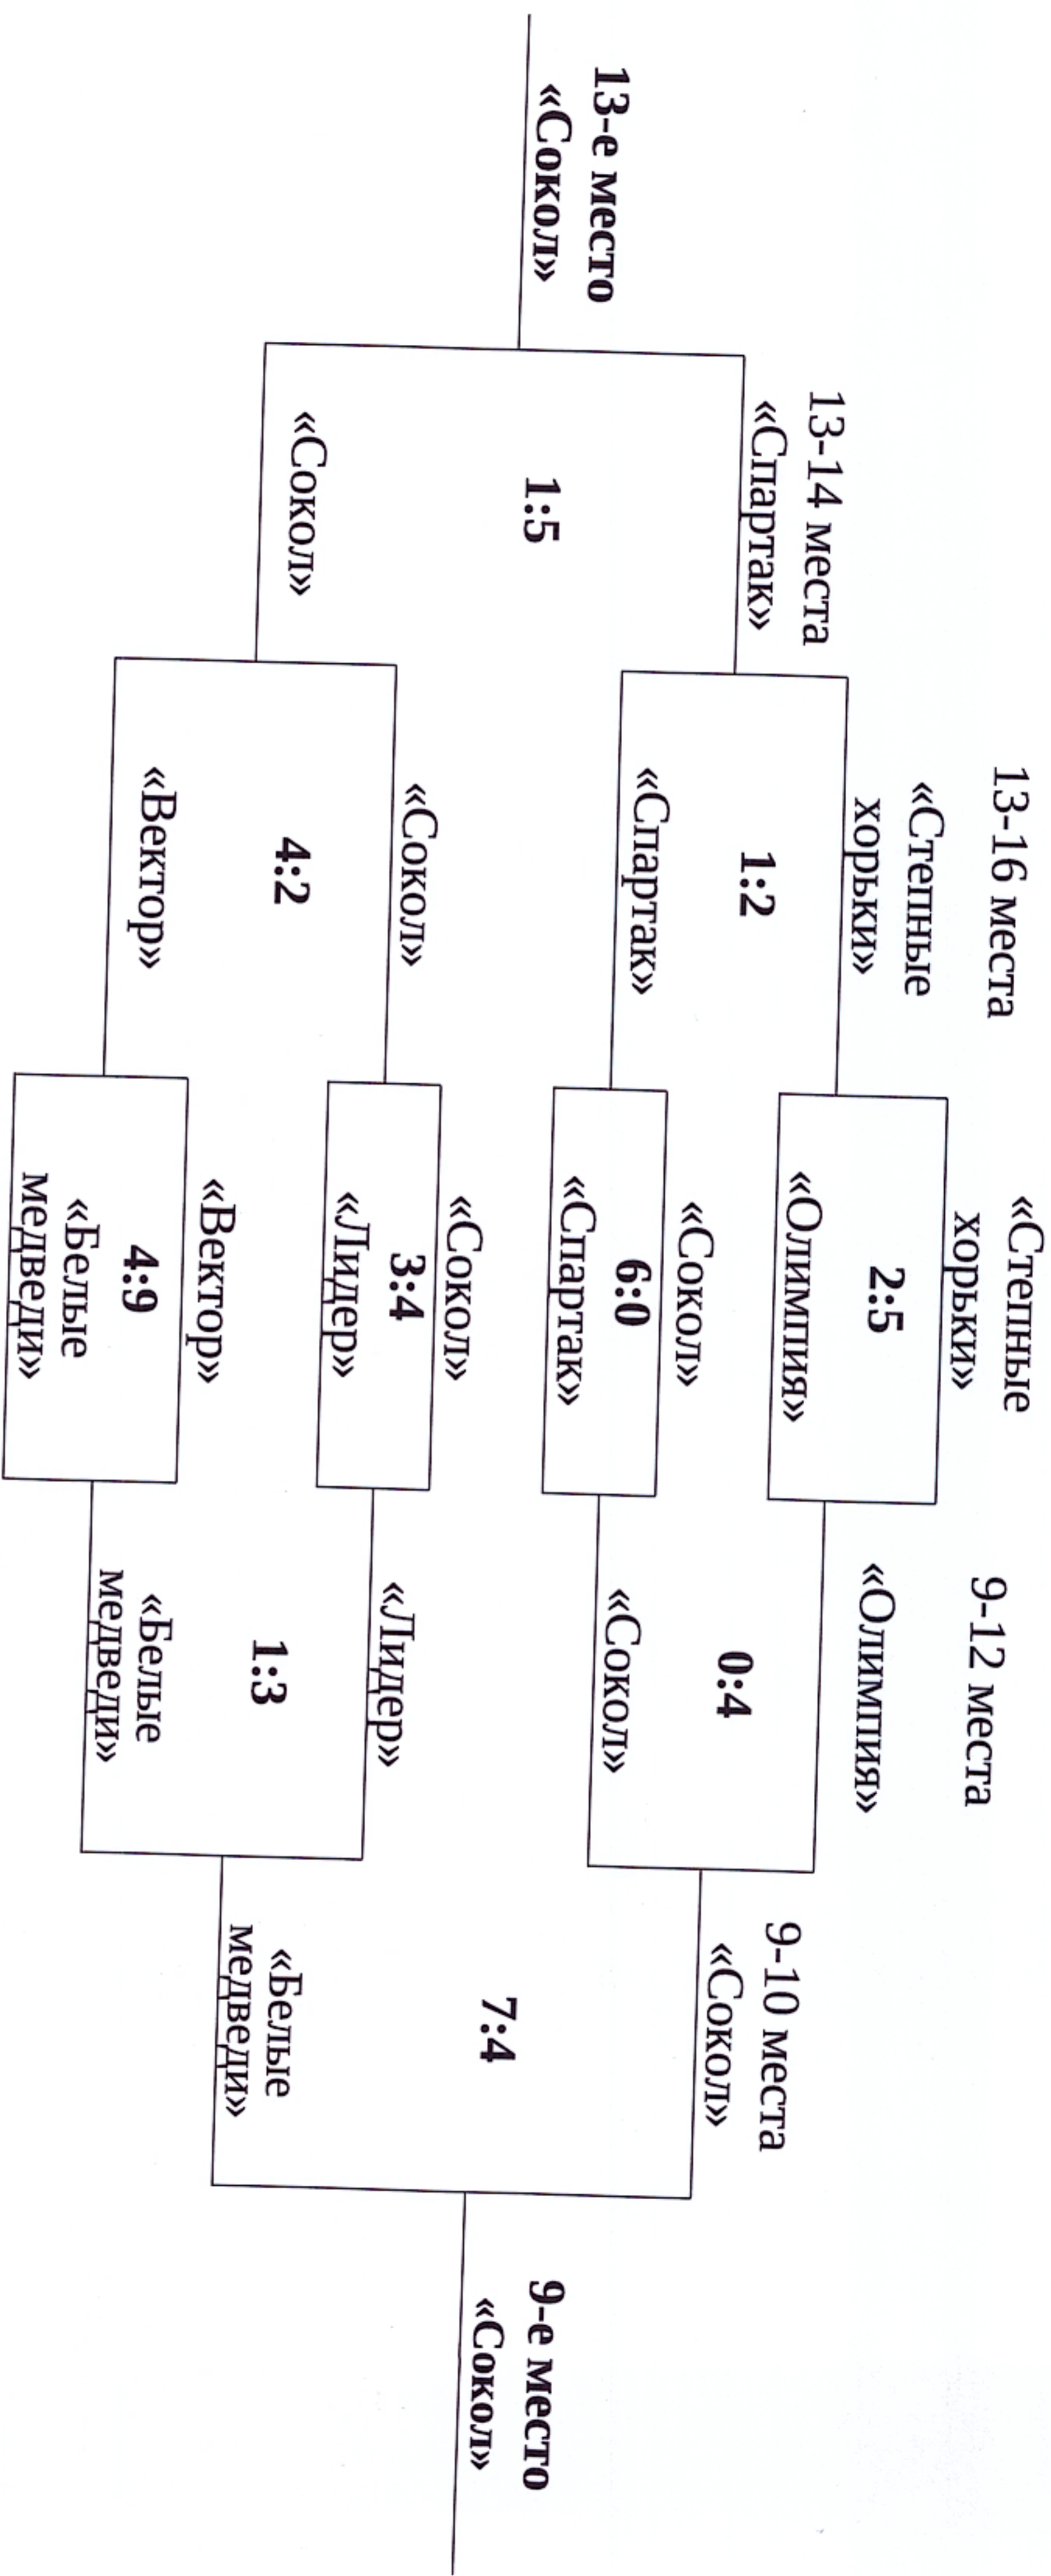 13-16 места
9-12 места
«Степные
хорьки»
13-14 места
«Степные
хорьки»
2:5
«Олимпия»
9-10 места
«Спартак»
1:2
«Олимпия»
0:4
«Сокол»
«Сокол»
6:0
«Спартак»
«Спартак»
«Сокол»
13-е место
«Сокол»
1:5
7:4
9-е место
«Сокол»
«Сокол»
«Сокол»
3:4
«Лидер»
«Лидер»
«Сокол»
4:2
1:3
«Белые
медведи»
«Вектор»
«Вектор»
4:9
«Белые
медведи»
«Белые
медведи»